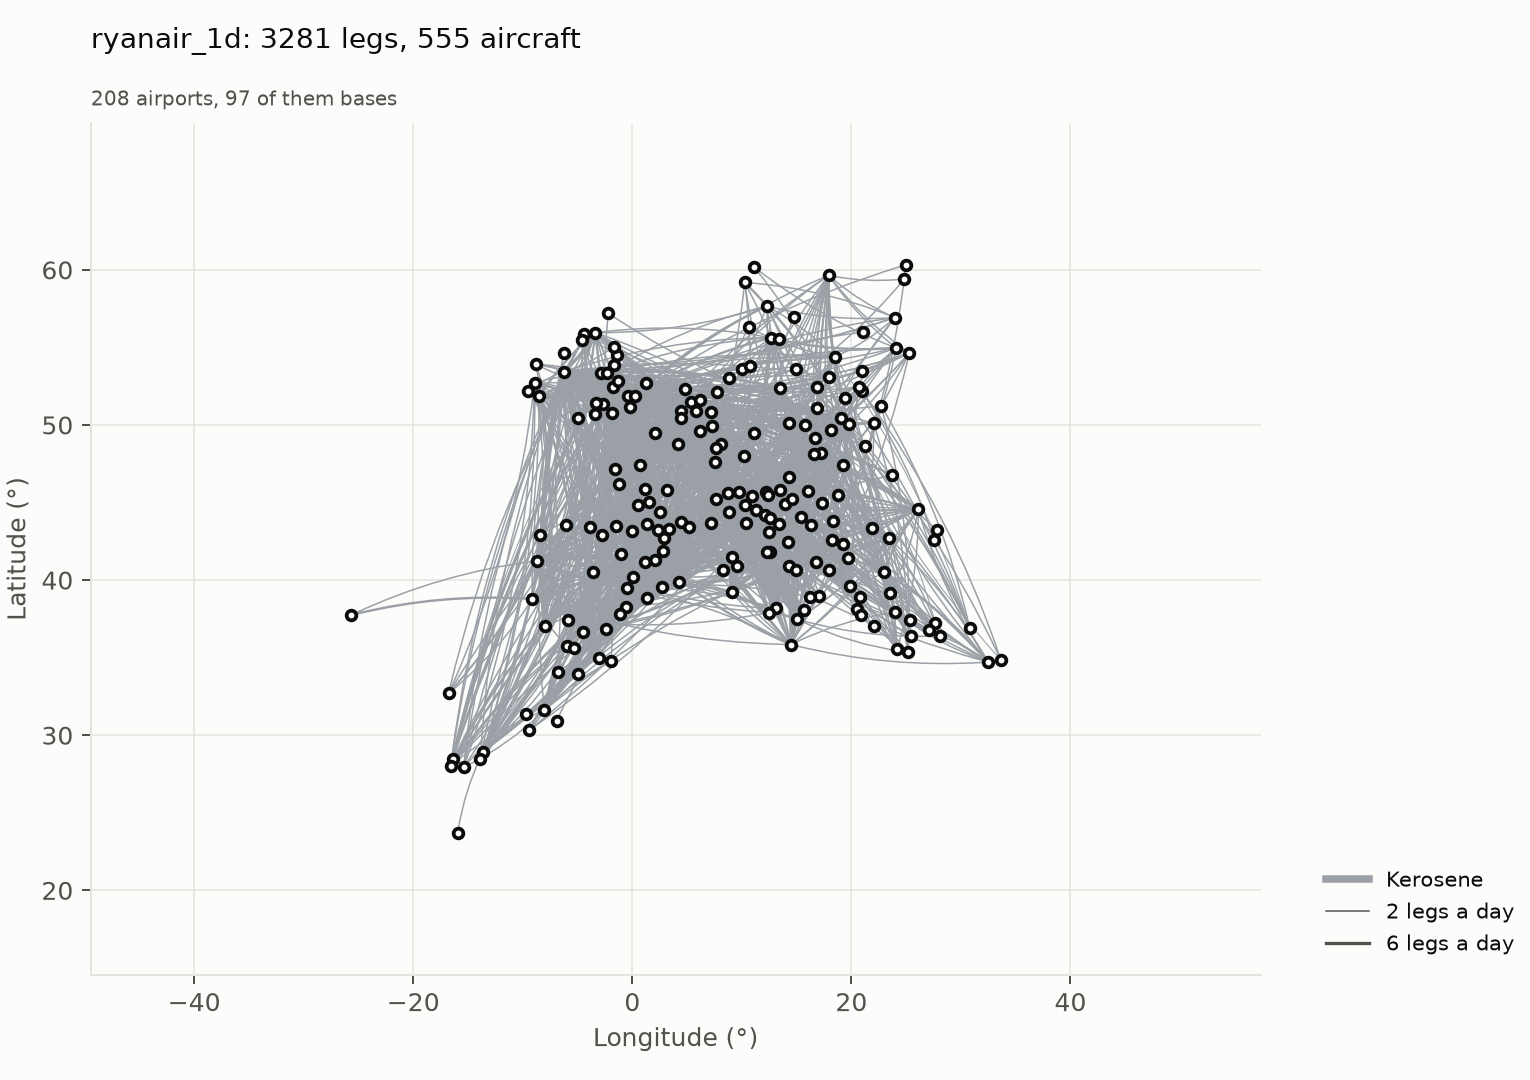 ryanair_1d: 3281 legs, 555 aircraft
208 airports, 97 of them bases
Latitude (°)
60
50
40
30
20
−40 −20 0 20 40
Longitude (°)
Kerosene
2 legs a day
6 legs a day